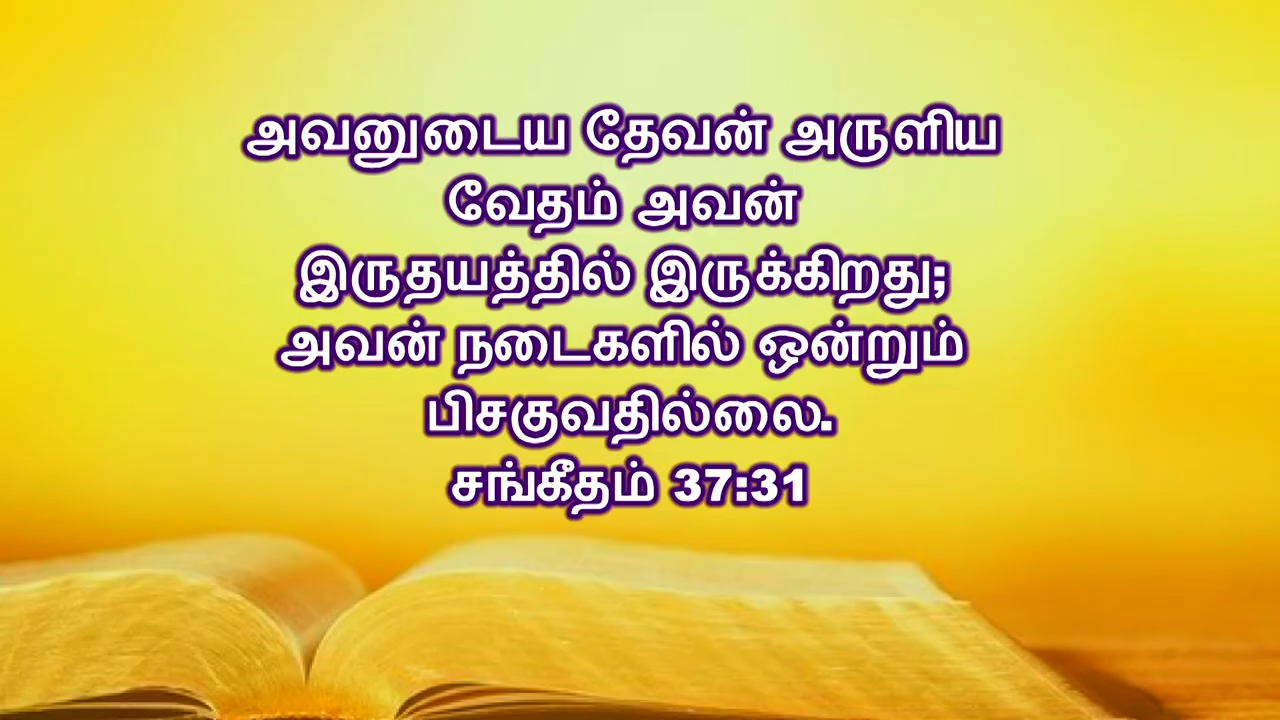 அவனுடைய தேவன் அருளிய
வேதம் அவன்
இருதயத்தில் இருக்கிறது;
அவன் நடைகளில் ஒன்றும்
பிசகுவதில்லை.
சங்கீதம் 37:31